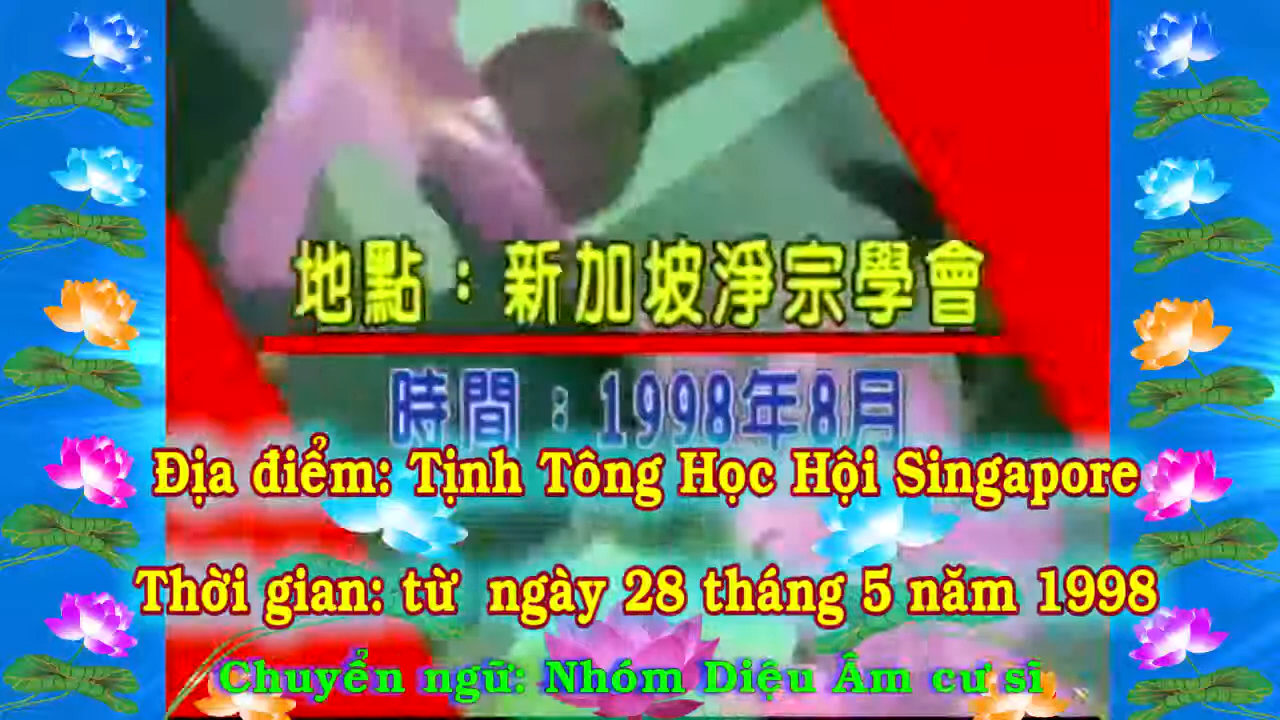 地點：新加坡淨宗學會
時間：1998年8月
Địa điểm: Tịnh Tông Học Hội Singapore
Thời gian: từ ngày 28 tháng 5 năm 1998
Chuyển ngữ: Nhóm Diệu Âm cư sĩ